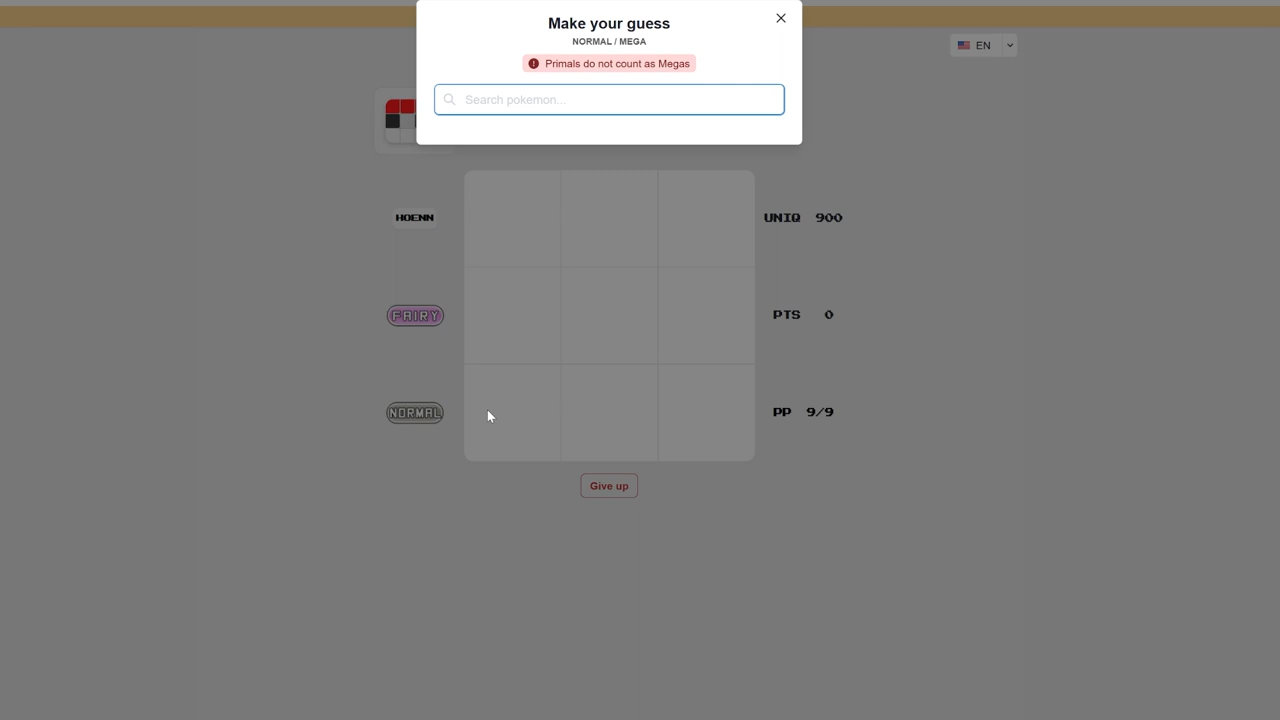 Make your guess
NORMAL / MEGA
Primals do not count as Megas
Search pokemon...
EN
HOENN
UNIQ 900
FAIRY
PTS 0
NORMAL
PP 9/9
Give up